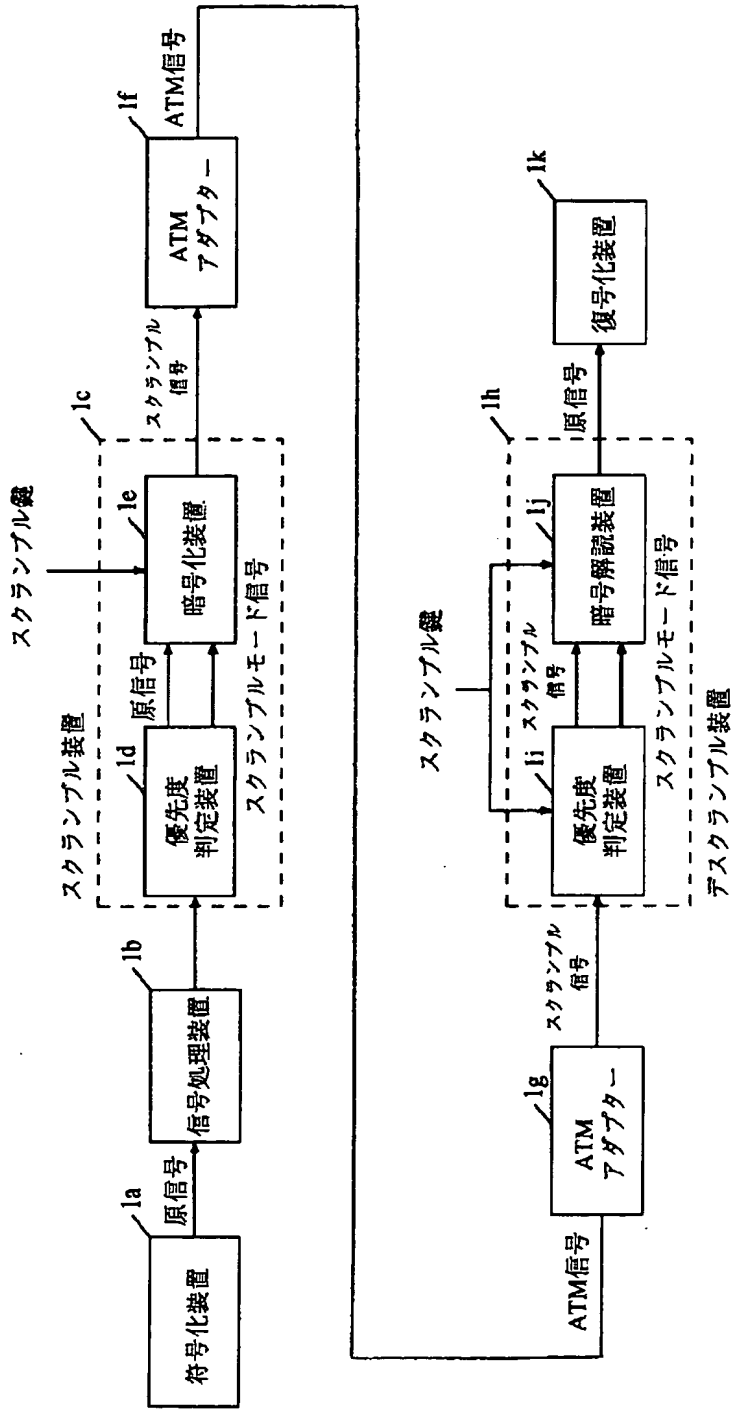 1a
符号化装置
原信号
1b
信号処理装置
スクランブル装置
スクランブル鍵
1c
1d
優先度
判定装置
原信号
スクランブルモード信号
1e
暗号化装置
スクランブル
信号
1f
ATM
アダプター
ATM信号
ATM信号
1g
ATM
アダプター
スクランブル
信号
スクランブル鍵
1h
1i
優先度
判定装置
スクランブル
信号
スクランブルモード信号
1j
暗号解読装置
デスクランブル装置
原信号
1k
復号化装置